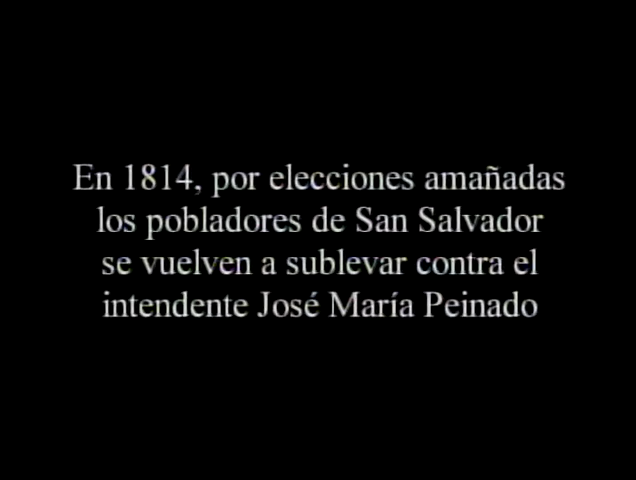 En 1814, por elecciones amañadas
los pobladores de San Salvador
se vuelven a sublevar contra el
intendente José María Peinado